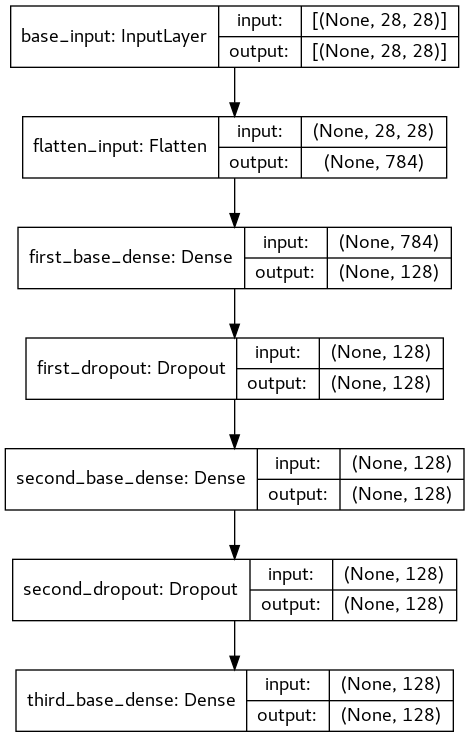 base_input: InputLayer
input: [(None, 28, 28)]
output: [(None, 28, 28)]
flatten_input: Flatten
input: (None, 28, 28)
output: (None, 784)
first_base_dense: Dense
input: (None, 784)
output: (None, 128)
first_dropout: Dropout
input: (None, 128)
output: (None, 128)
second_base_dense: Dense
input: (None, 128)
output: (None, 128)
second_dropout: Dropout
input: (None, 128)
output: (None, 128)
third_base_dense: Dense
input: (None, 128)
output: (None, 128)